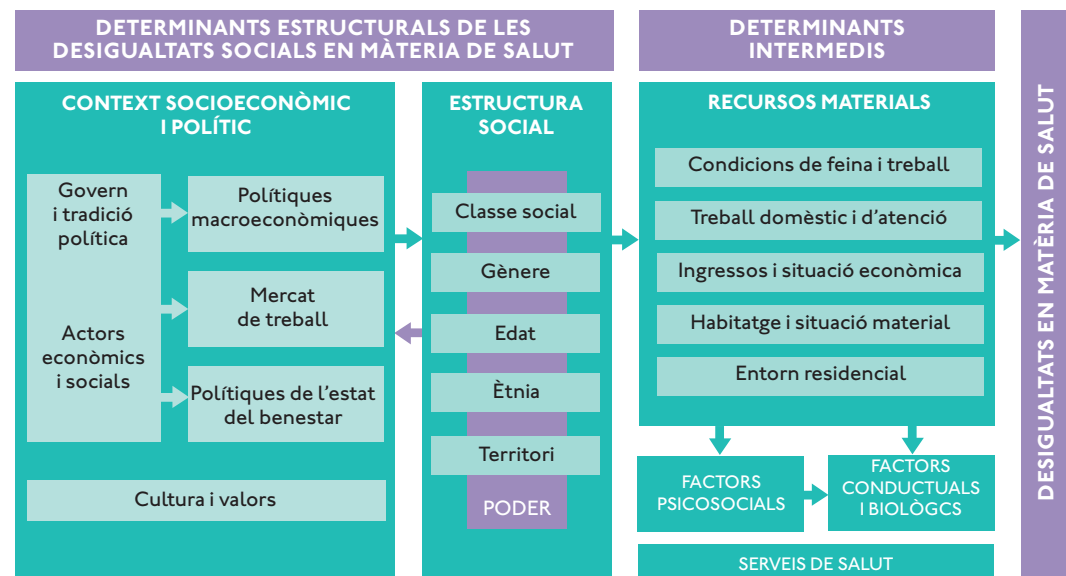 DETERMINANTS ESTRUCTURALS DE LES
DESIGUALTATS SOCIALS EN MÀTERIA DE SALUT
DETERMINANTS
INTERMEDIS
CONTEXT SOCIOECONÒMIC
I POLÍTIC
Govern
i tradició
política
Actors
econòmics
i socials
Polítiques
macroeconòmiques
Mercat
de treball
Polítiques de l’estat
del benestar
Cultura i valors
ESTRUCTURA
SOCIAL
Classe social
Gènere
Edat
Ètnia
Territori
PODER
RECURSOS MATERIALS
Condicions de feina i treball
Treball domèstic i d’atenció
Ingressos i situació econòmica
Habitatge i situació material
Entorn residencial
FACTORS
PSICOSOCIALS
FACTORS
CONDUCTUALS
I BIOLÒGCS
SERVEIS DE SALUT
DESIGUALTATS EN MATÈRIA DE SALUT